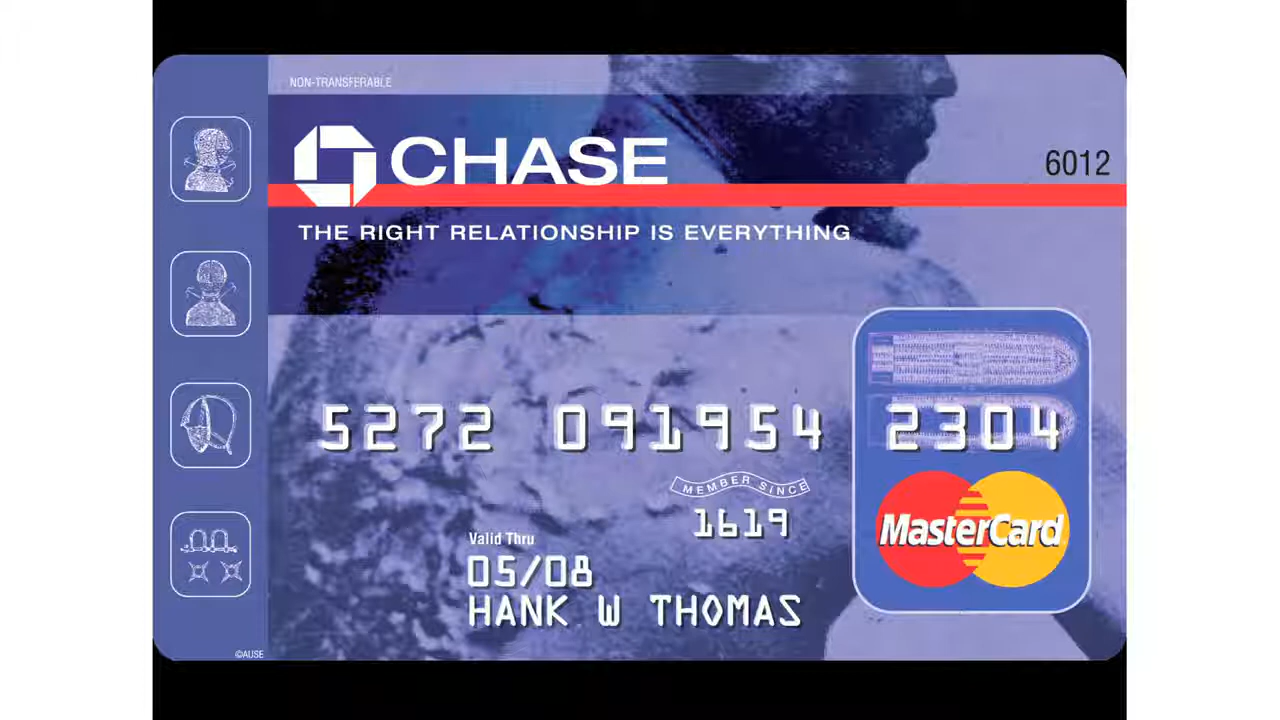 NON-TRANSFERABLE
CHASE
6012
THE RIGHT RELATIONSHIP IS EVERYTHING
5272 091954 2304
MEMBER SINCE
1619
MasterCard
Valid Thru
05/08
HANK W THOMAS
©AUSE